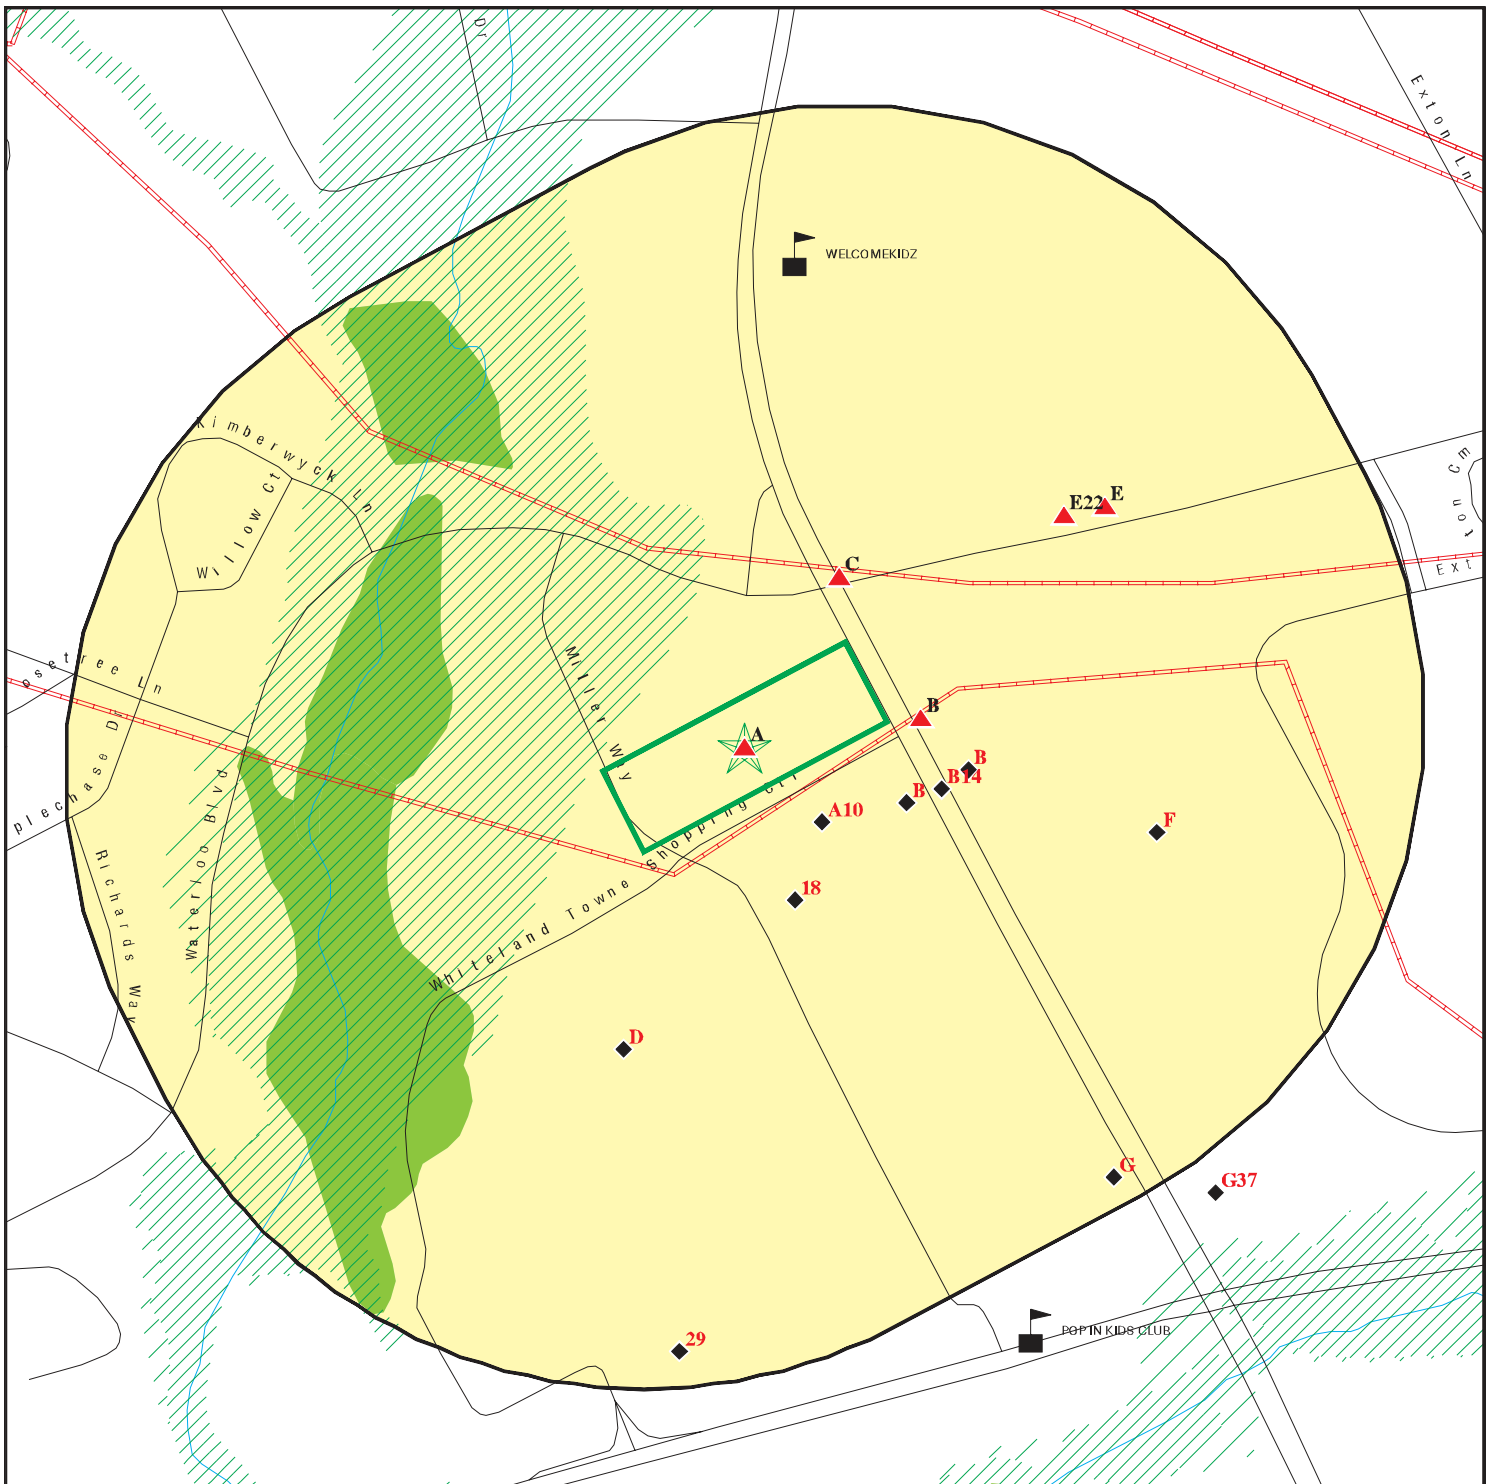 Dr
Exton Ln
WELCOMEKIDZ
Kimberwyck Ln
Willow Ct
E22
E
C
Ext
Miller Way
B
A
B
B14
B
A10
F
Shopping Ctr
Whiteland Towne
18
Waterloo Blvd
Richards Way
D
G
G37
POP IN KIDS CLUB
29